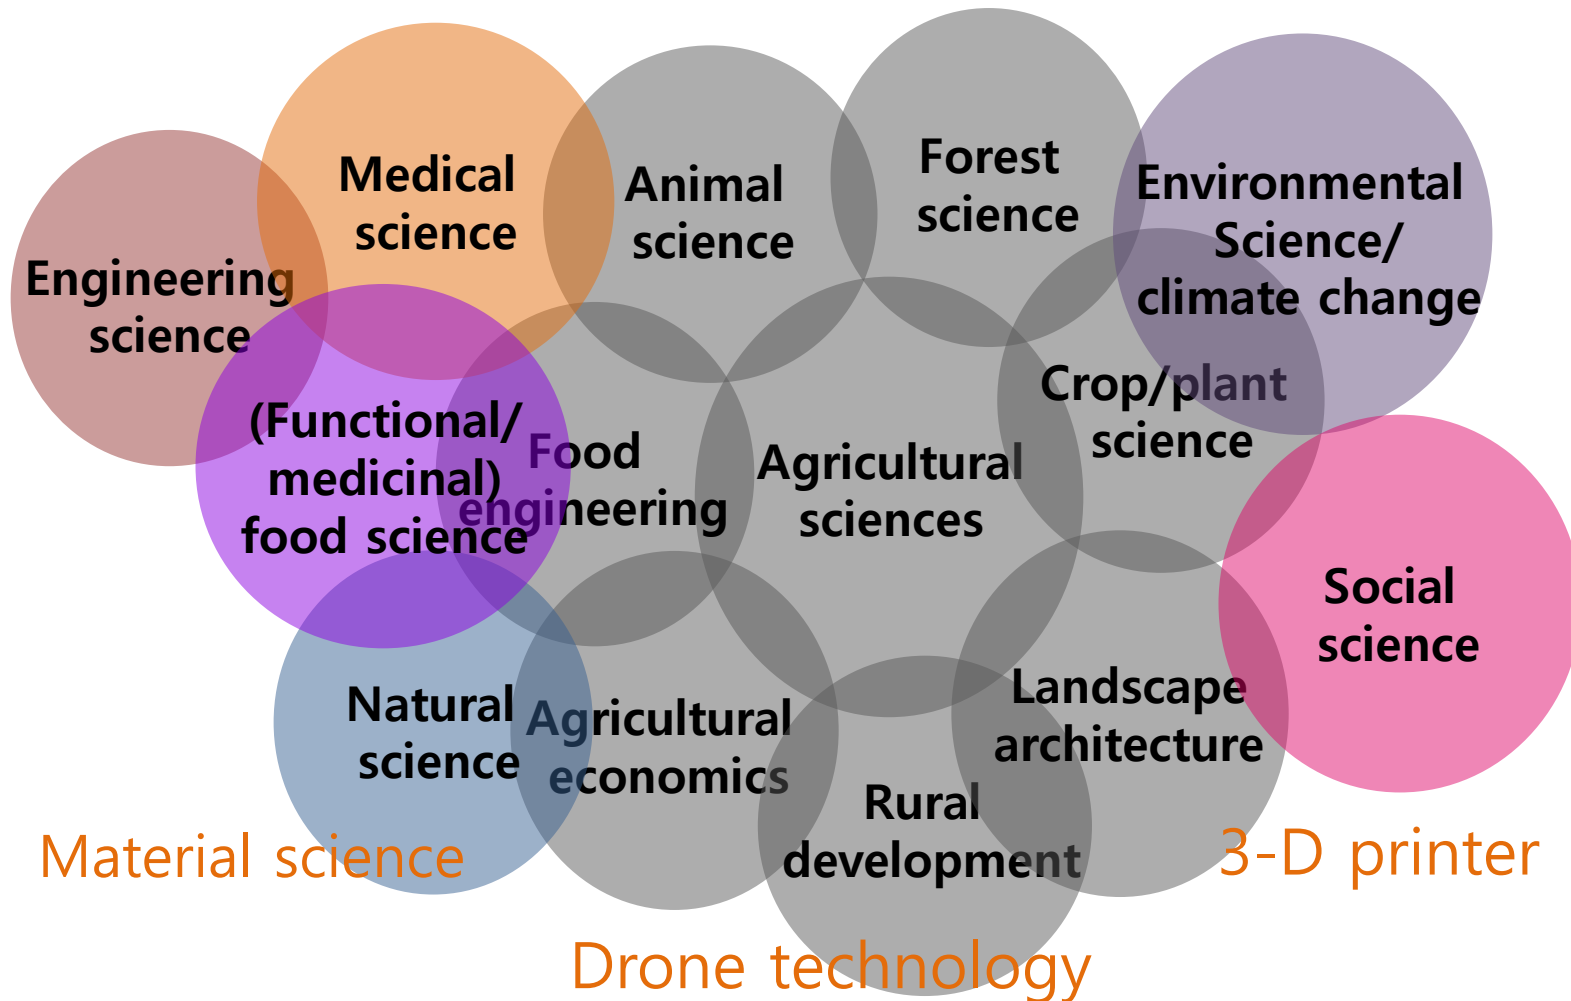 Medical
science
Animal
science
Forest
science
Environmental
Science/
climate change
Engineering
science
(Functional/
medicinal)
food science
Food
engineering
Agricultural
sciences
Crop/plant
science
Social
science
Natural
science
Agricultural
economics
Rural
development
Landscape
architecture
Material science
3-D printer
Drone technology